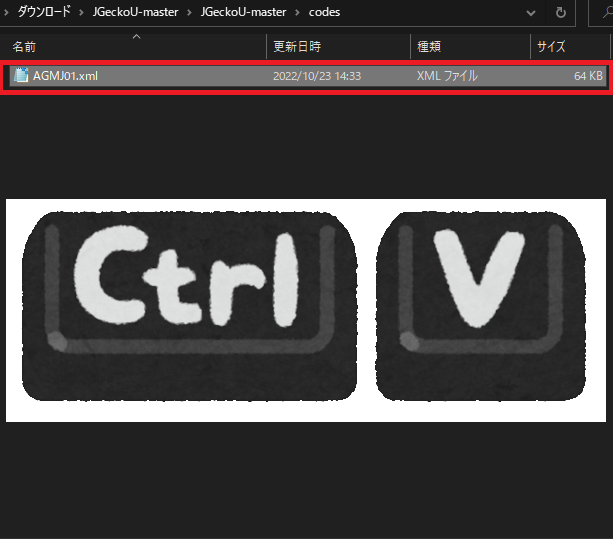 ダウンロード › JGeckoU-master › JGeckoU-master › codes
名前 更新日時 種類 サイズ
AGMJ01.xml 2022/10/23 14:33 XML ファイル 64 KB
Ctrl V